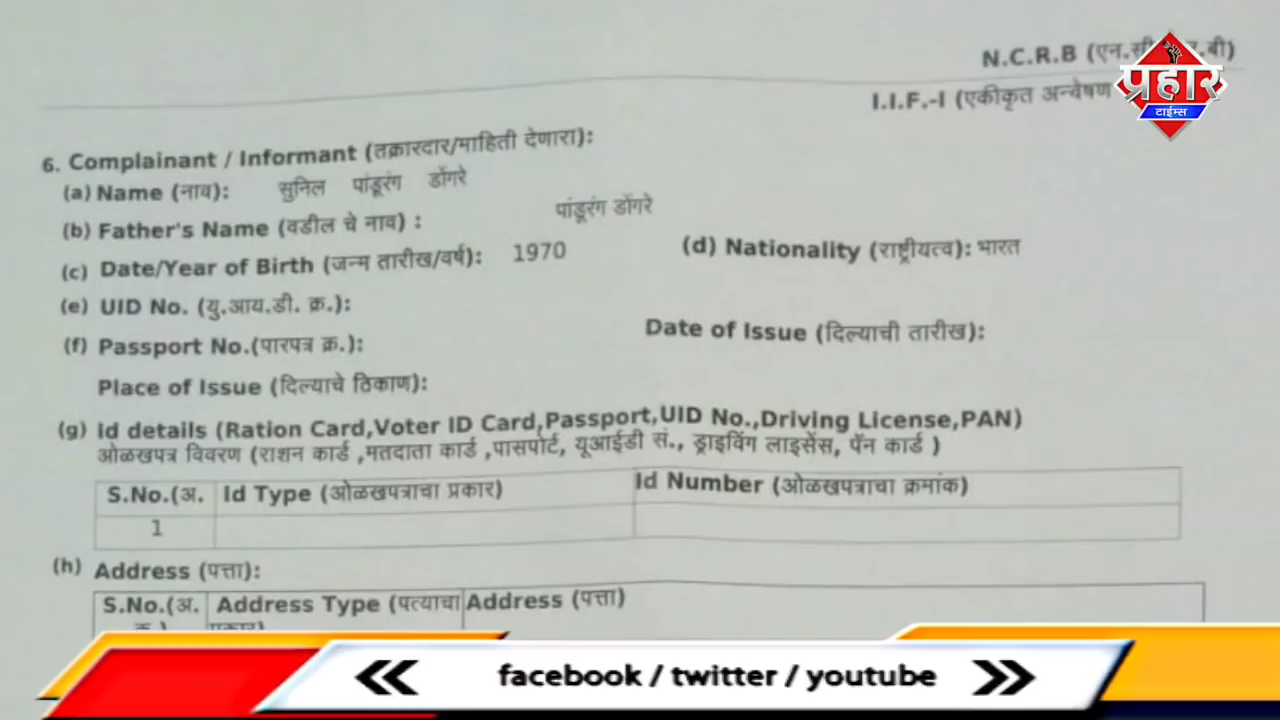 N.C.R.B (एन.सी .बी)
प्रहार
टाईम्स
I.I.F.-I (एकीकृत अन्वेषण
6. Complainant / Informant (तक्रारदार/माहिती देणारा):
(a) Name (नाव): सुनिल पांडूरंग डोंगरे
(b) Father's Name (वडील चे नाव) : पांडूरंग डोंगरे
(c) Date/Year of Birth (जन्म तारीख/वर्ष): 1970 (d) Nationality (राष्ट्रीयत्व): भारत
(e) UID No. (यु.आय.डी. क्र.):
(f) Passport No.(पारपत्र क्र.): Date of Issue (दिल्याची तारीख):
Place of Issue (दिल्याचे ठिकाण):
(g) Id details (Ration Card,Voter ID Card,Passport,UID No.,Driving License,PAN)
ओळखपत्र विवरण (राशन कार्ड ,मतदाता कार्ड ,पासपोर्ट, यूआईडी सं., ड्राइविंग लाइसेंस, पॅन कार्ड )
S.No.(अ. Id Type (ओळखपत्राचा प्रकार) Id Number (ओळखपत्राचा क्रमांक)
1
(h) Address (पत्ता):
S.No.(अ. Address Type (पत्याचा Address (पत्ता)
facebook / twitter / youtube